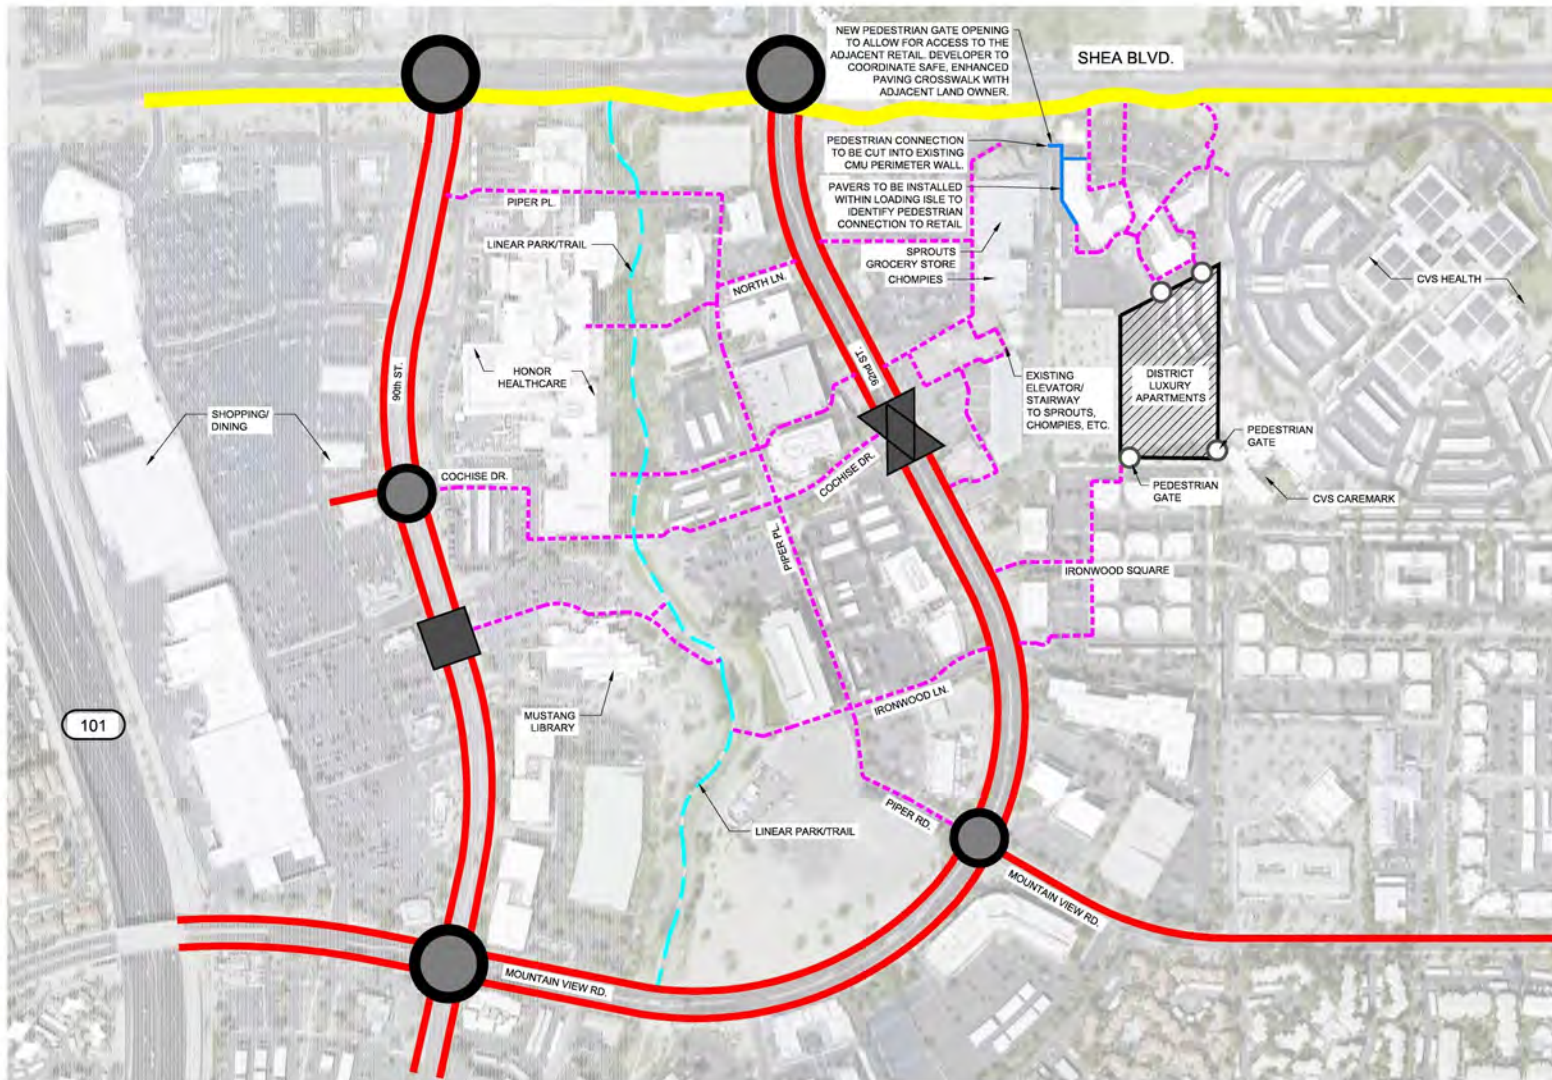 NEW PEDESTRIAN GATE OPENING
TO ALLOW FOR ACCESS TO THE
ADJACENT RETAIL. DEVELOPER TO
COORDINATE SAFE, ENHANCED
PAVING CROSSWALK WITH
ADJACENT LAND OWNER.
SHEA BLVD.
PEDESTRIAN CONNECTION
TO BE CUT INTO EXISTING
CMU PERIMETER WALL.
PAVERS TO BE INSTALLED
WITHIN LOADING ISLE TO
IDENTIFY PEDESTRIAN
CONNECTION TO RETAIL
PIPER PL.
LINEAR PARK/TRAIL
SPROUTS
GROCERY STORE
CHOMPIES
NORTH LN.
CVS HEALTH
90th ST.
HONOR
HEALTHCARE
92nd ST.
EXISTING
ELEVATOR/
STAIRWAY
TO SPROUTS,
CHOMPIES, ETC.
DISTRICT
LUXURY
APARTMENTS
SHOPPING/
DINING
PEDESTRIAN
GATE
COCHISE DR.
COCHISE DR.
PEDESTRIAN
GATE
CVS CAREMARK
PIPER PL.
IRONWOOD SQUARE
IRONWOOD LN.
MUSTANG
LIBRARY
101
PIPER RD.
LINEAR PARK/TRAIL
MOUNTAIN VIEW RD.
MOUNTAIN VIEW RD.